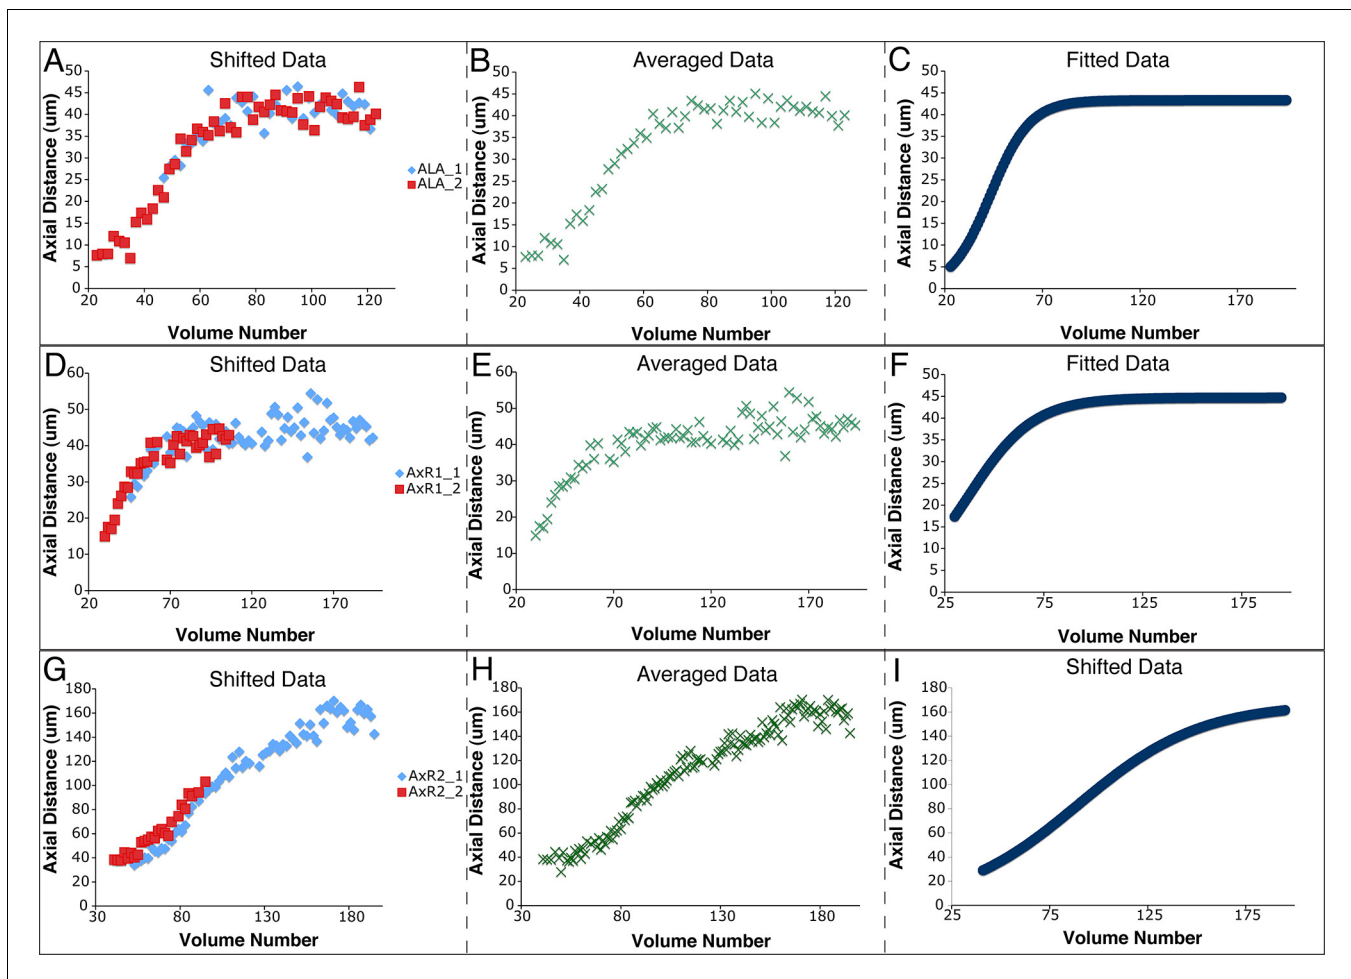 A
Shifted Data
Axial Distance (um)
50
45
40
35
30
25
20
15
10
5
0
20 40 60 80 100 120
Volume Number
ALA_1
ALA_2
B
Averaged Data
Axial Distance (um)
50
45
40
35
30
25
20
15
10
5
0
20 40 60 80 100 120
Volume Number
C
Fitted Data
Axial Distance (um)
50
45
40
35
30
25
20
15
10
5
0
20 70 120 170
Volume Number
D
Shifted Data
Axial Distance (um)
60
50
40
30
20
10
0
20 70 120 170
Volume Number
AxR1_1
AxR1_2
E
Averaged Data
Axial Distance (um)
60
50
40
30
20
10
0
20 70 120 170
Volume Number
F
Fitted Data
Axial Distance (um)
50
45
40
35
30
25
20
15
10
5
0
25 75 125 175
Volume Number
G
Shifted Data
Axial Distance (um)
180
160
140
120
100
80
60
40
20
0
30 80 130 180
Volume Number
AxR2_1
AxR2_2
H
Averaged Data
Axial Distance (um)
180
160
140
120
100
80
60
40
20
0
30 80 130 180
Volume Number
I
Shifted Data
Axial Distance (um)
180
160
140
120
100
80
60
40
20
0
25 75 125 175
Volume Number